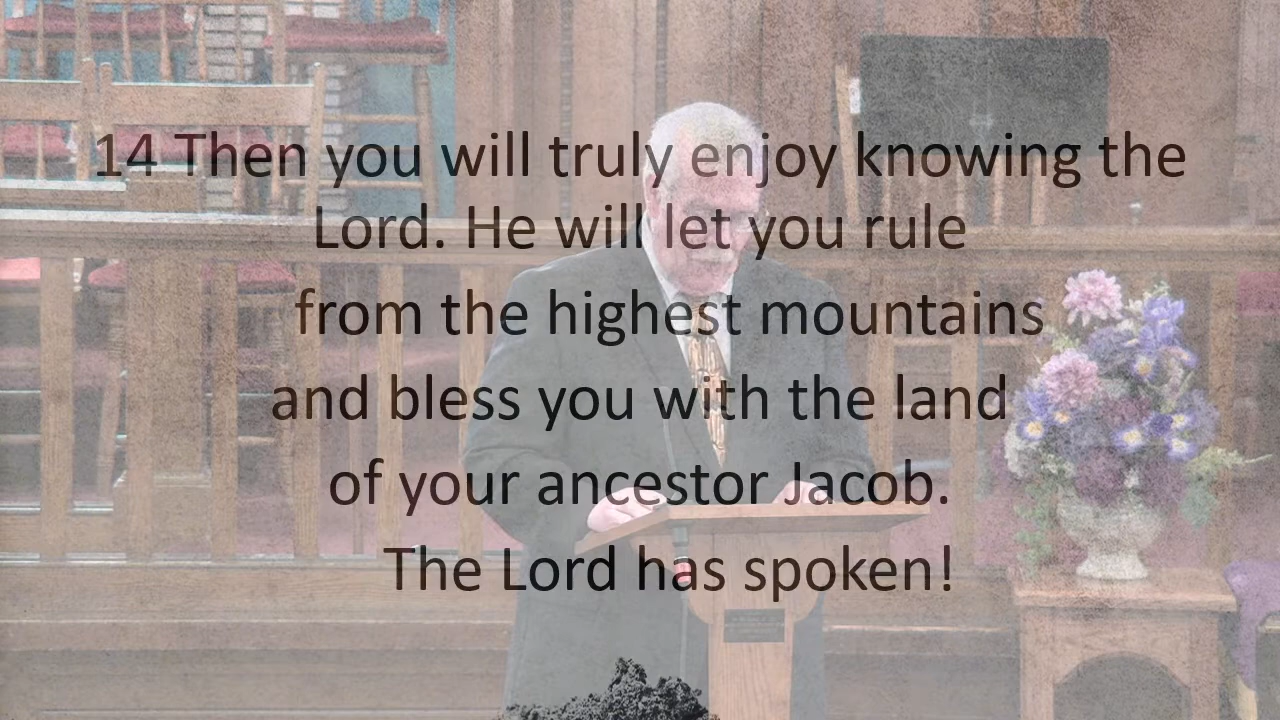 14 Then you will truly enjoy knowing the
Lord. He will let you rule
from the highest mountains
and bless you with the land
of your ancestor Jacob.
The Lord has spoken!